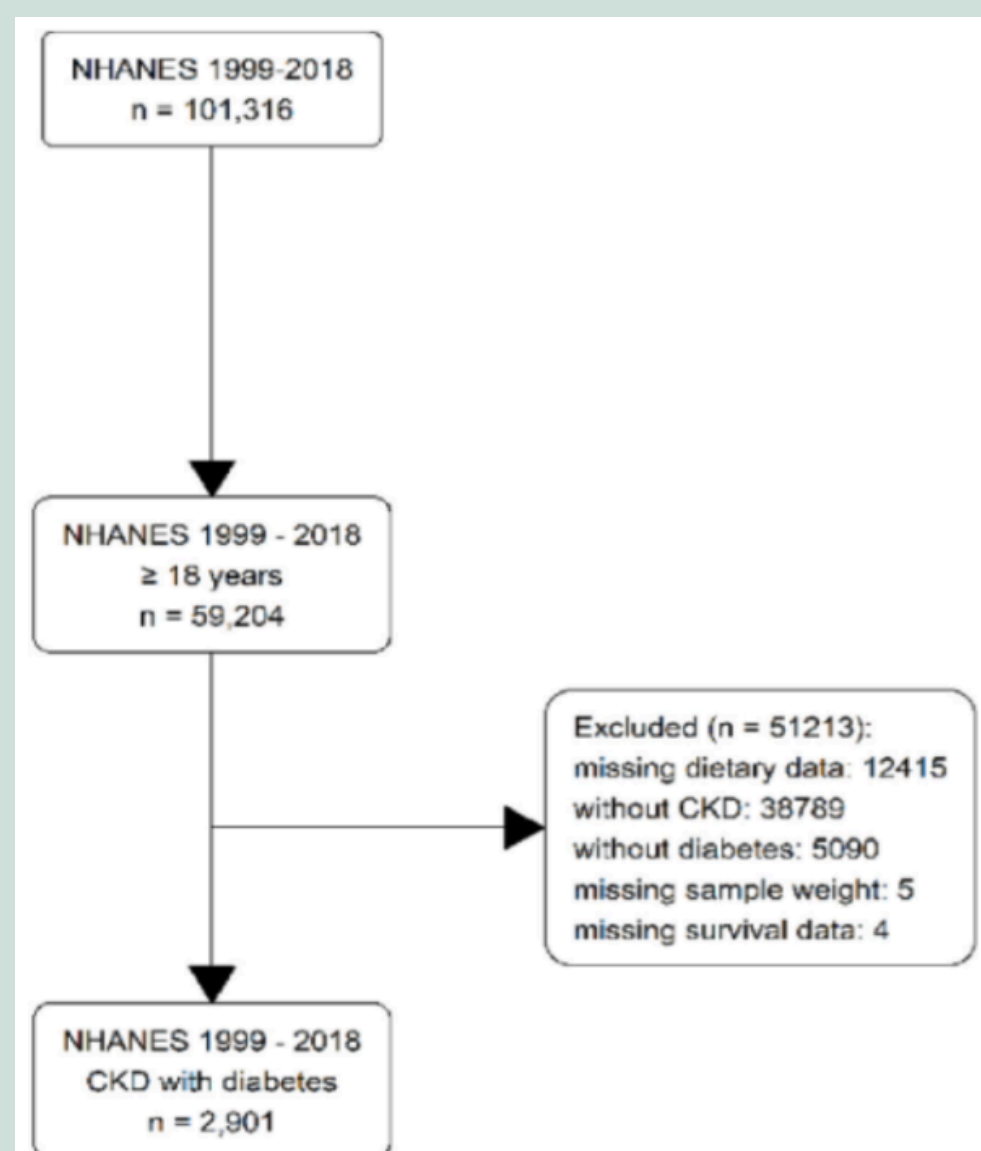 NHANES 1999-2018
n = 101,316
NHANES 1999 - 2018
≥ 18 years
n = 59,204
Excluded (n = 51213):
missing dietary data: 12415
without CKD: 38789
without diabetes: 5090
missing sample weight: 5
missing survival data: 4
NHANES 1999 - 2018
CKD with diabetes
n = 2,901